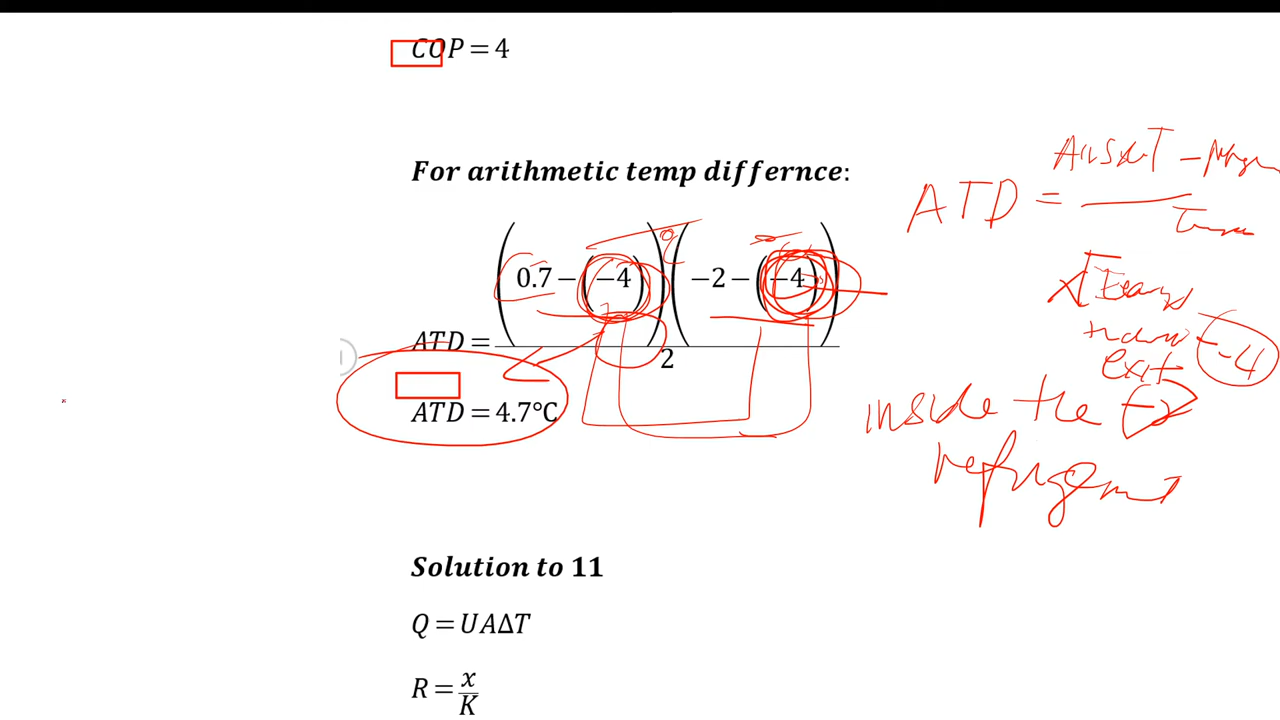 COP = 4
For arithmetic temp differnce:
ATD =
(0.7 − (−4)) (−2 − (−4))
2
ATD = 4.7°C
ATD =
−4
exit
inside the
refrigerant
Solution to 11
Q = UAΔT
R = x/K